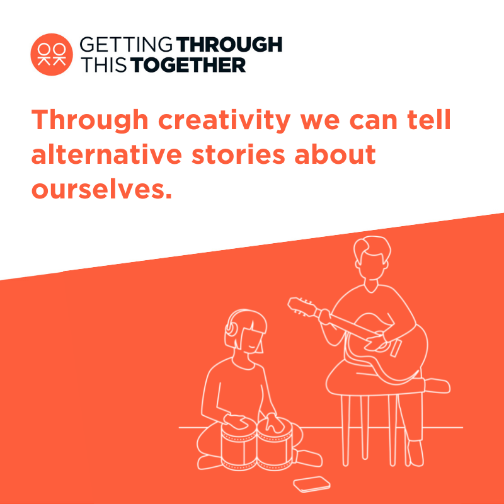 GETTING THROUGH
THIS TOGETHER
Through creativity we can tell
alternative stories about
ourselves.